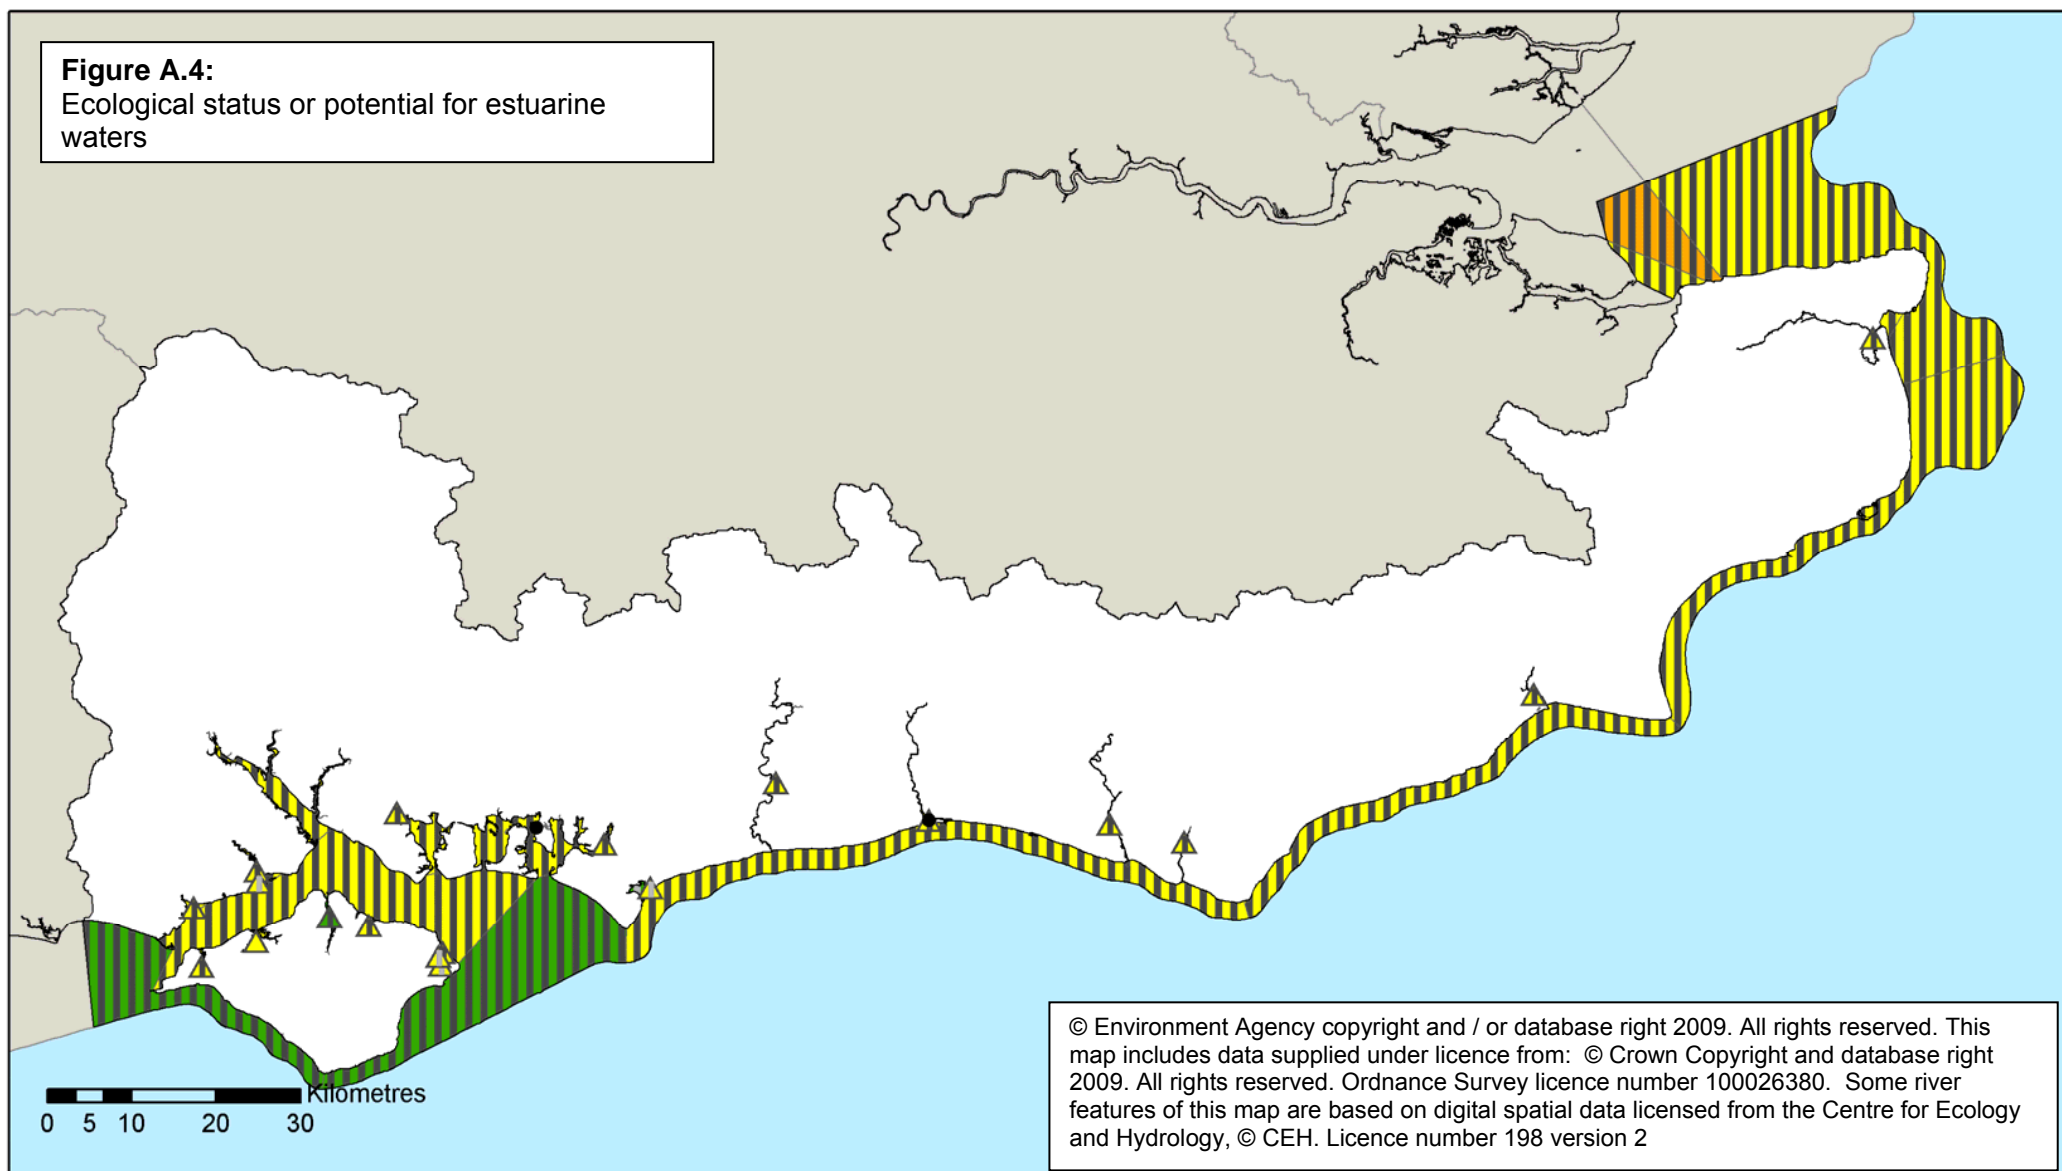 Figure A.4:
Ecological status or potential for estuarine
waters
Kilometres
0 5 10 20 30
© Environment Agency copyright and / or database right 2009. All rights reserved. This
map includes data supplied under licence from:  © Crown Copyright and database right
2009. All rights reserved. Ordnance Survey licence number 100026380.  Some river
features of this map are based on digital spatial data licensed from the Centre for Ecology
and Hydrology, © CEH. Licence number 198 version 2